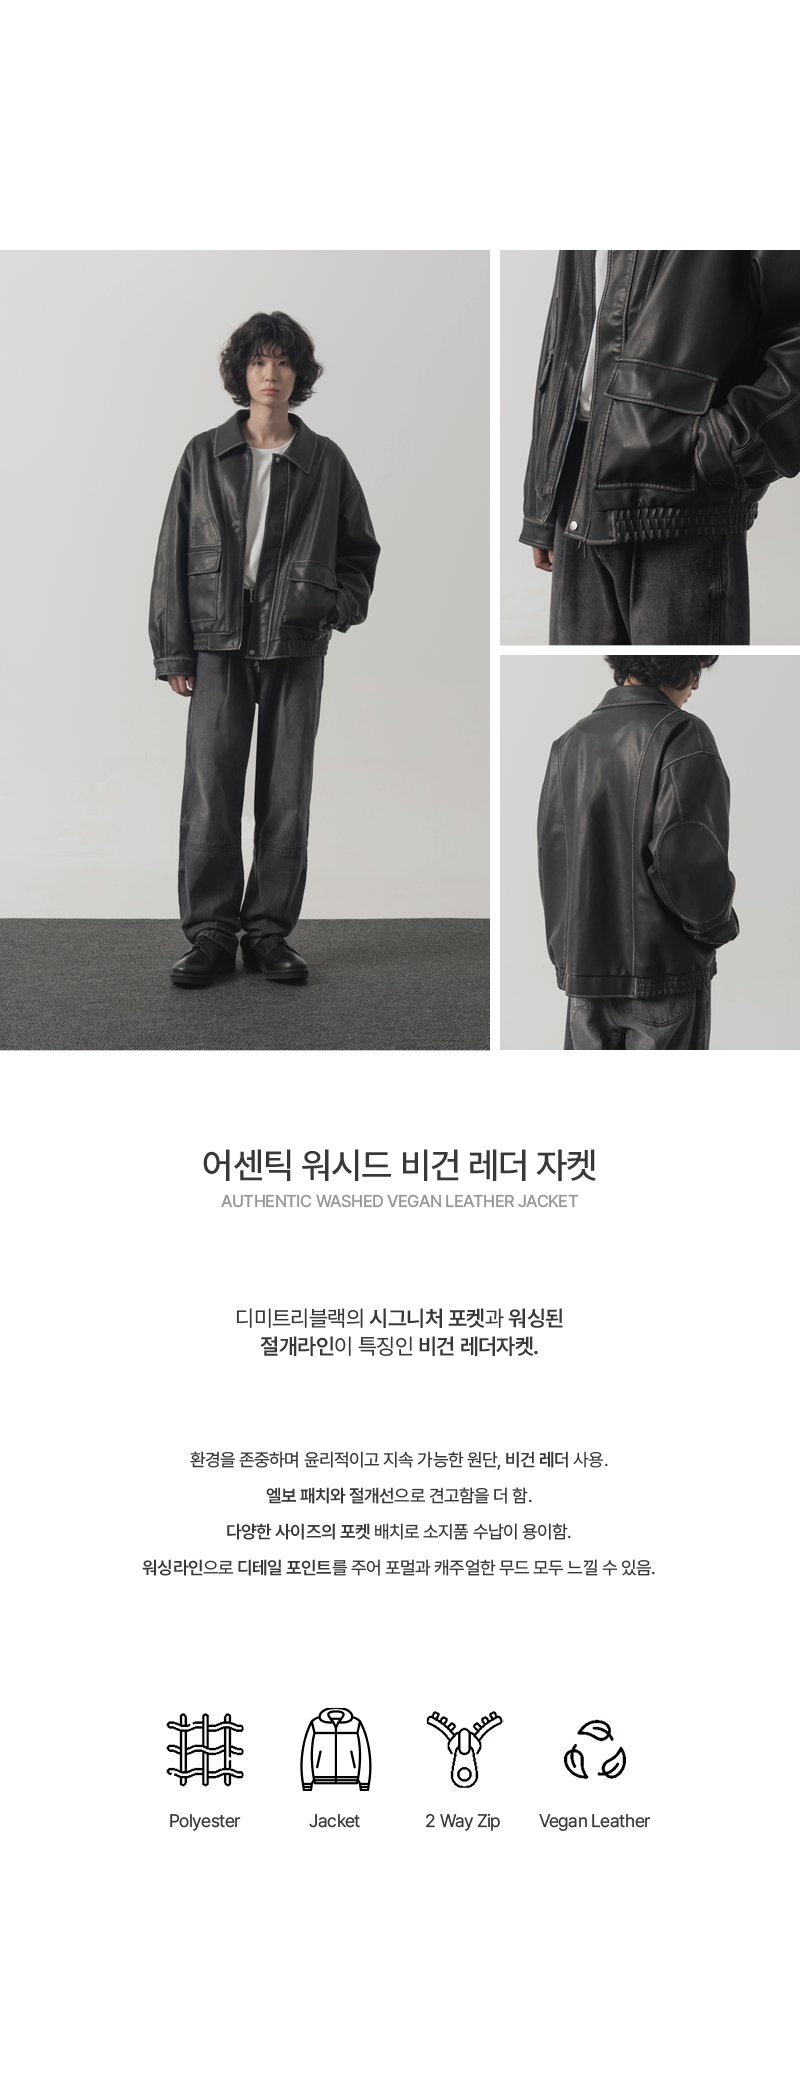 어센틱 워시드 비건 레더 자켓
AUTHENTIC WASHED VEGAN LEATHER JACKET
디미트리블랙의 시그니처 포켓과 워싱된
절개라인이 특징인 비건 레더자켓.
환경을 존중하며 윤리적이고 지속 가능한 원단, 비건 레더 사용.
엘보 패치와 절개선으로 견고함을 더 함.
다양한 사이즈의 포켓 배치로 소지품 수납이 용이함.
워싱라인으로 디테일 포인트를 주어 포멀과 캐주얼한 무드 모두 느낄 수 있음.
Polyester
Jacket
2 Way Zip
Vegan Leather